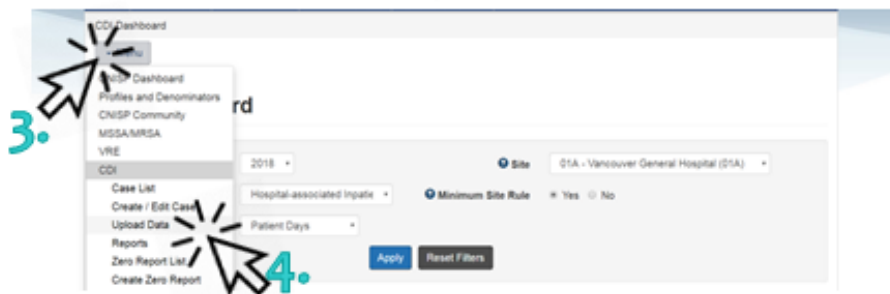 CDI Dashboard
Menu
3.
CNISP Dashboard
Profiles and Denominators
CNISP Community
rd
MSSA/MRSA
VRE
CDI
2018
Site
01A - Vancouver General Hospital (01A)
Case List
Hospital-associated Inpatie
Minimum Site Rule
Yes
No
Create / Edit Case
Upload Data
Patient Days
Reports
Zero Report List
Apply
Reset Filters
4.
Create Zero Report